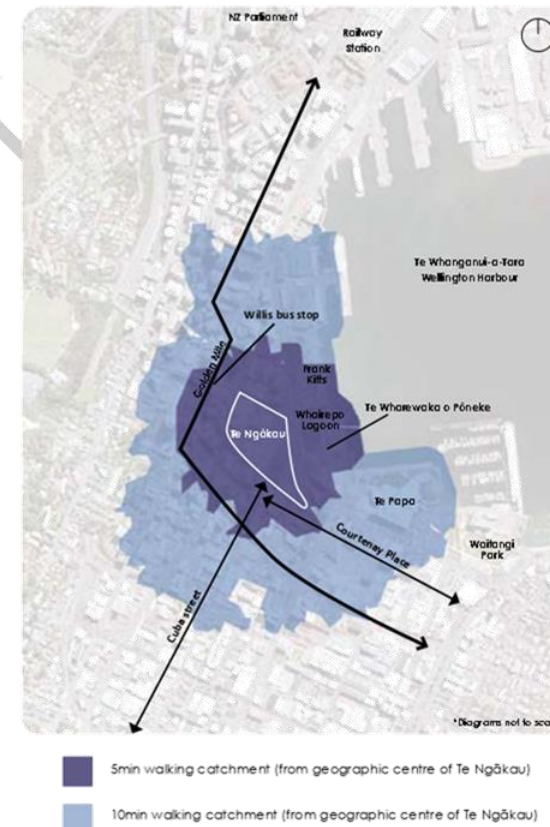 NZ Parliament
Railway
Station
Te Whanganui-a-Tara
Wellington Harbour
Willis bus stop
Golden Mile
Frank
Kitts
Whairepo
Lagoon
Te Wharewaka o Pōneke
Te Ngākau
Te Papa
Courtenay Place
Waitangi
Park
Cuba street
*Diagrams not to sca
5min walking catchment (from geographic centre of Te Ngākau)
10min walking catchment (from geographic centre of Te Ngākau)